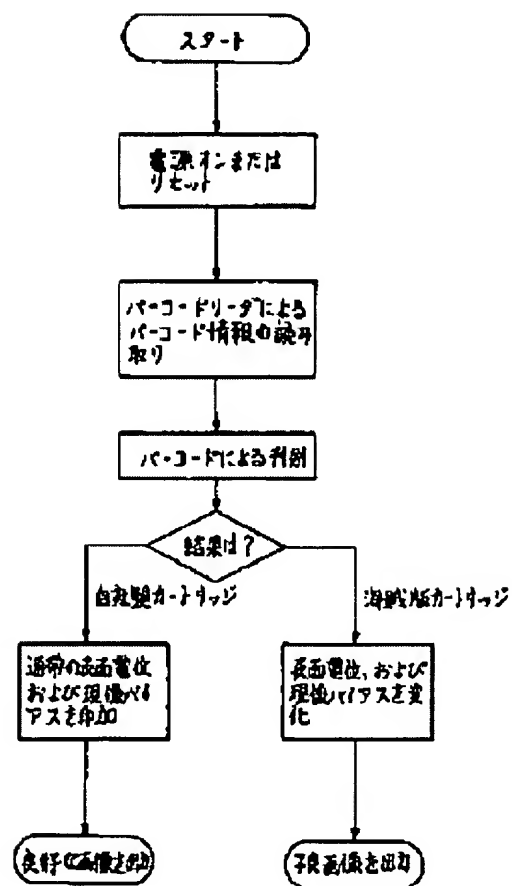 スタート
電源オンまたは
リセット
バーコードリーダによる
バーコード情報の読み
取り
バーコードによる判別
結果は?
自社製カートリッジ
海賊版カートリッジ
通常の表面電位
および現像バイ
アスを印加
表面電位、および
現像バイアスを変
化
良好な画像を出力
不良画像を出力